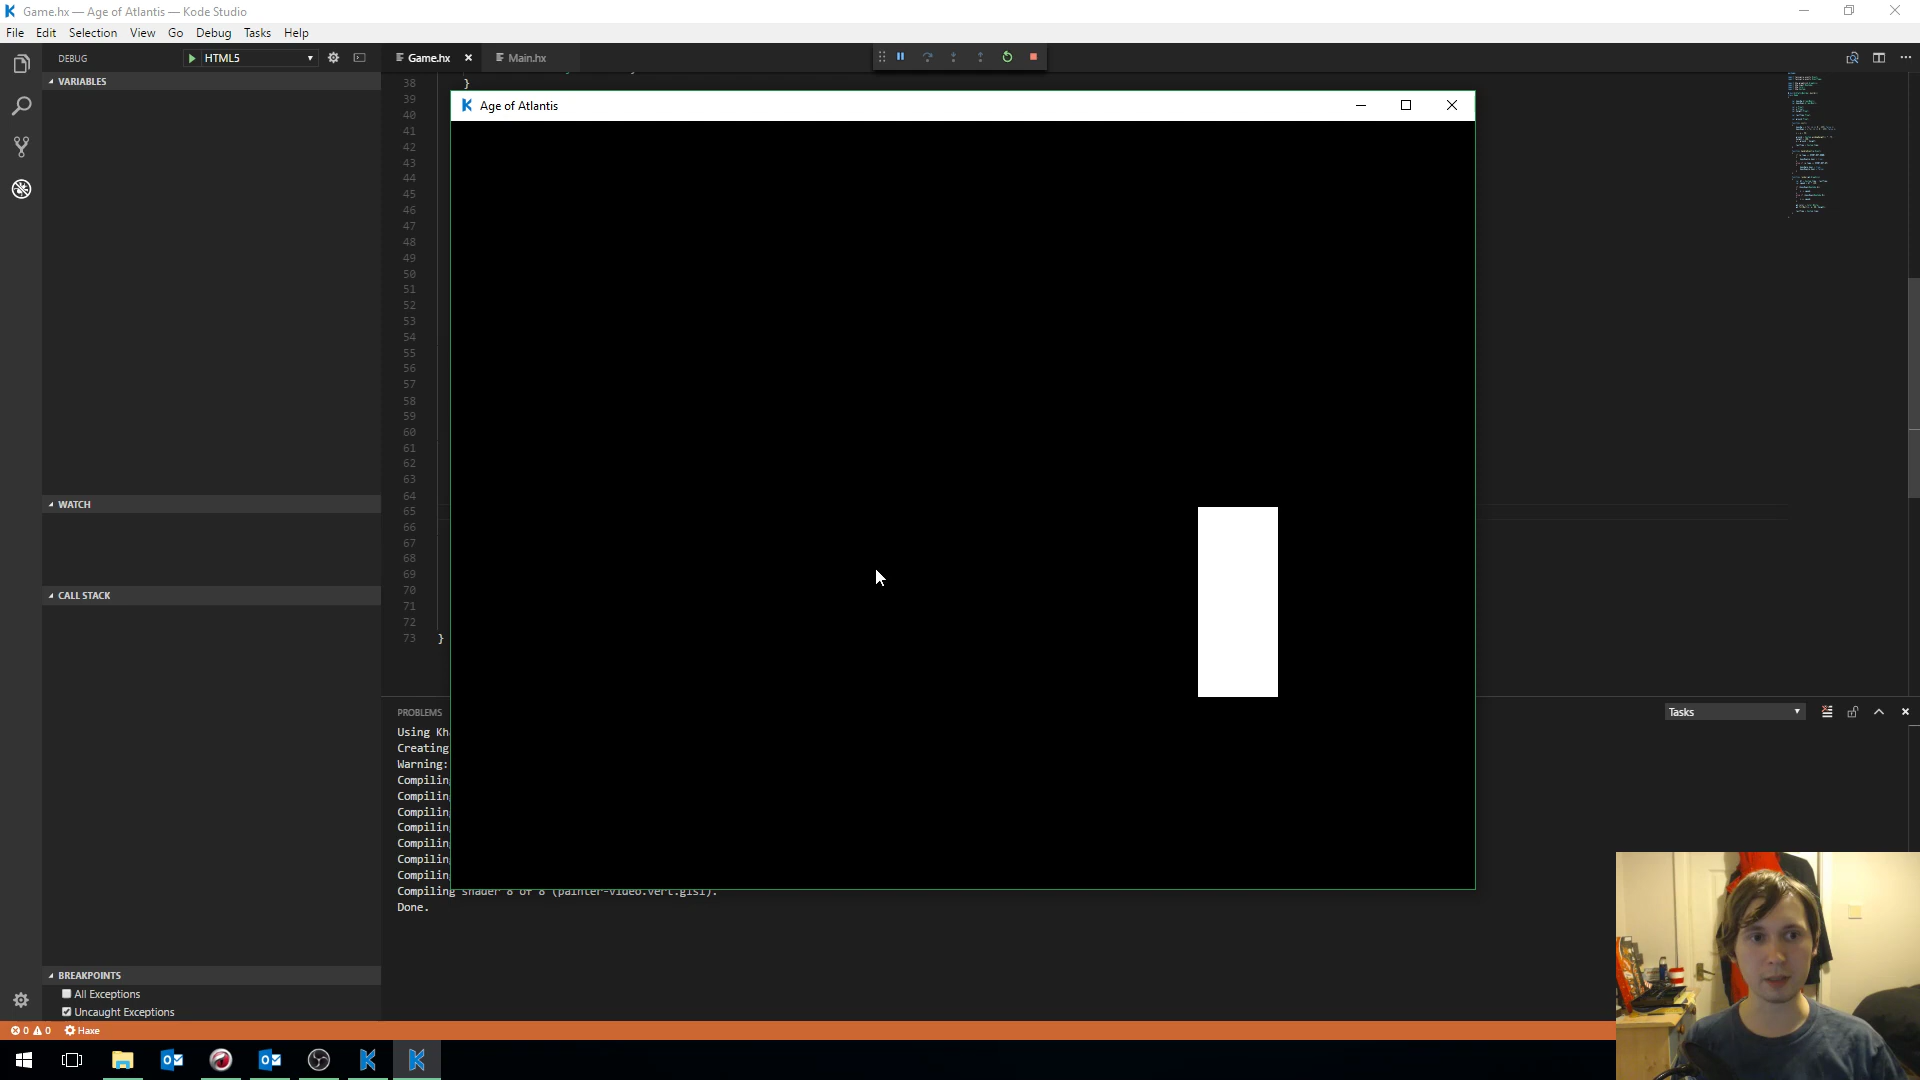 Game.hx — Age of Atlantis — Kode Studio
File Edit Selection View Go Debug Tasks Help
DEBUG HTML5 Game.hx Main.hx
VARIABLES
38 }
39
Age of Atlantis
40
41
42
43
44
45
46
47
48
49
50
51
52
53
54
55
56
57
58
59
60
61
62
63
64
WATCH
65
66
67
68
69
CALL STACK
70
71
72
73 }
PROBLEMS
Tasks
Using Kh
Creating
Warning:
Compilin
Compilin
Compilin
Compilin
Compilin
Compilin
Compilin
Compiling shader 8 of 8 (painter-video.vert.glsl).
Done.
BREAKPOINTS
All Exceptions
Uncaught Exceptions
0 0 Haxe